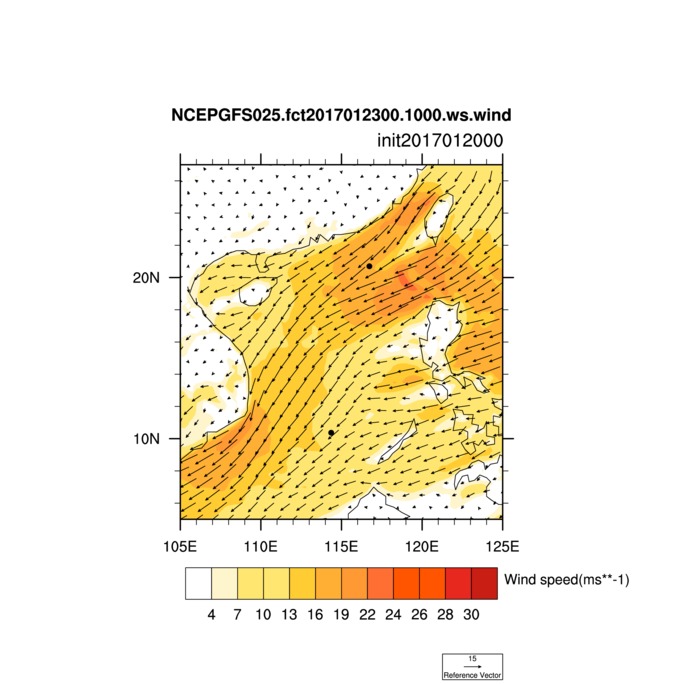 NCEPGFS025.fct2017012300.1000.ws.wind
init2017012000
20N
10N
105E 110E 115E 120E 125E
Wind speed(ms**-1)
4 7 10 13 16 19 22 24 26 28 30
15
Reference Vector